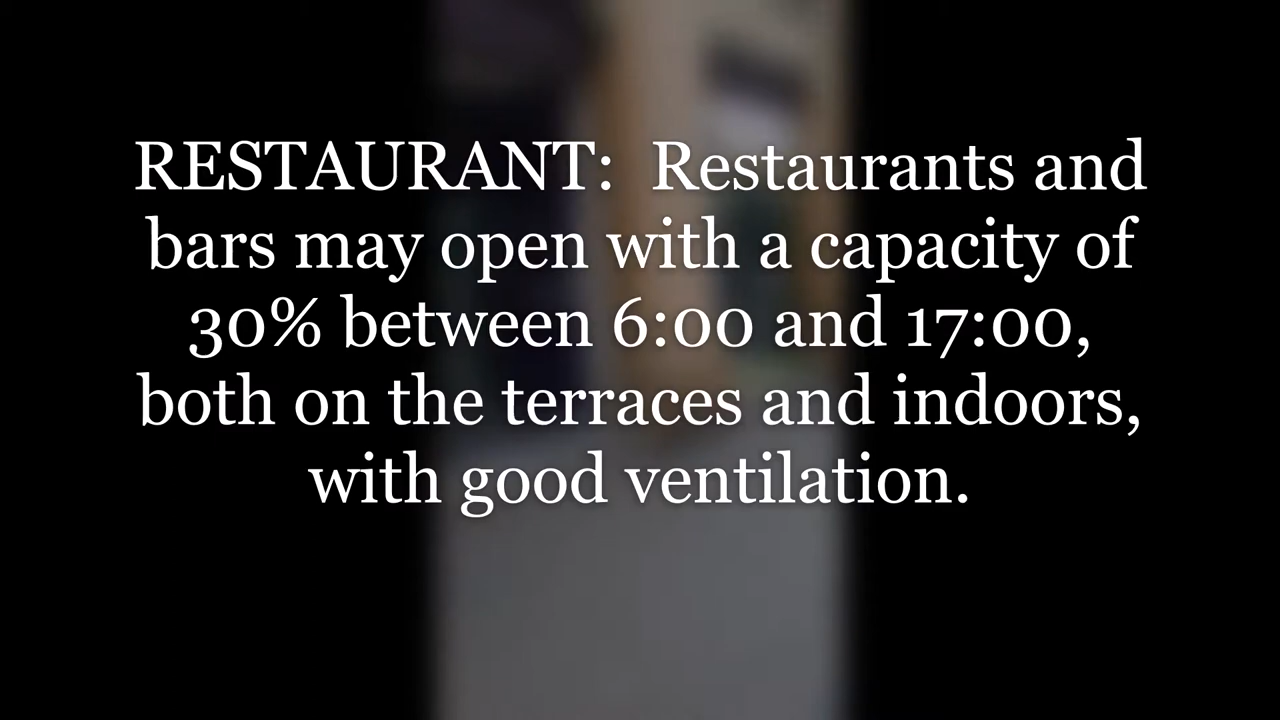 RESTAURANT:  Restaurants and
bars may open with a capacity of
30% between 6:00 and 17:00,
both on the terraces and indoors,
with good ventilation.